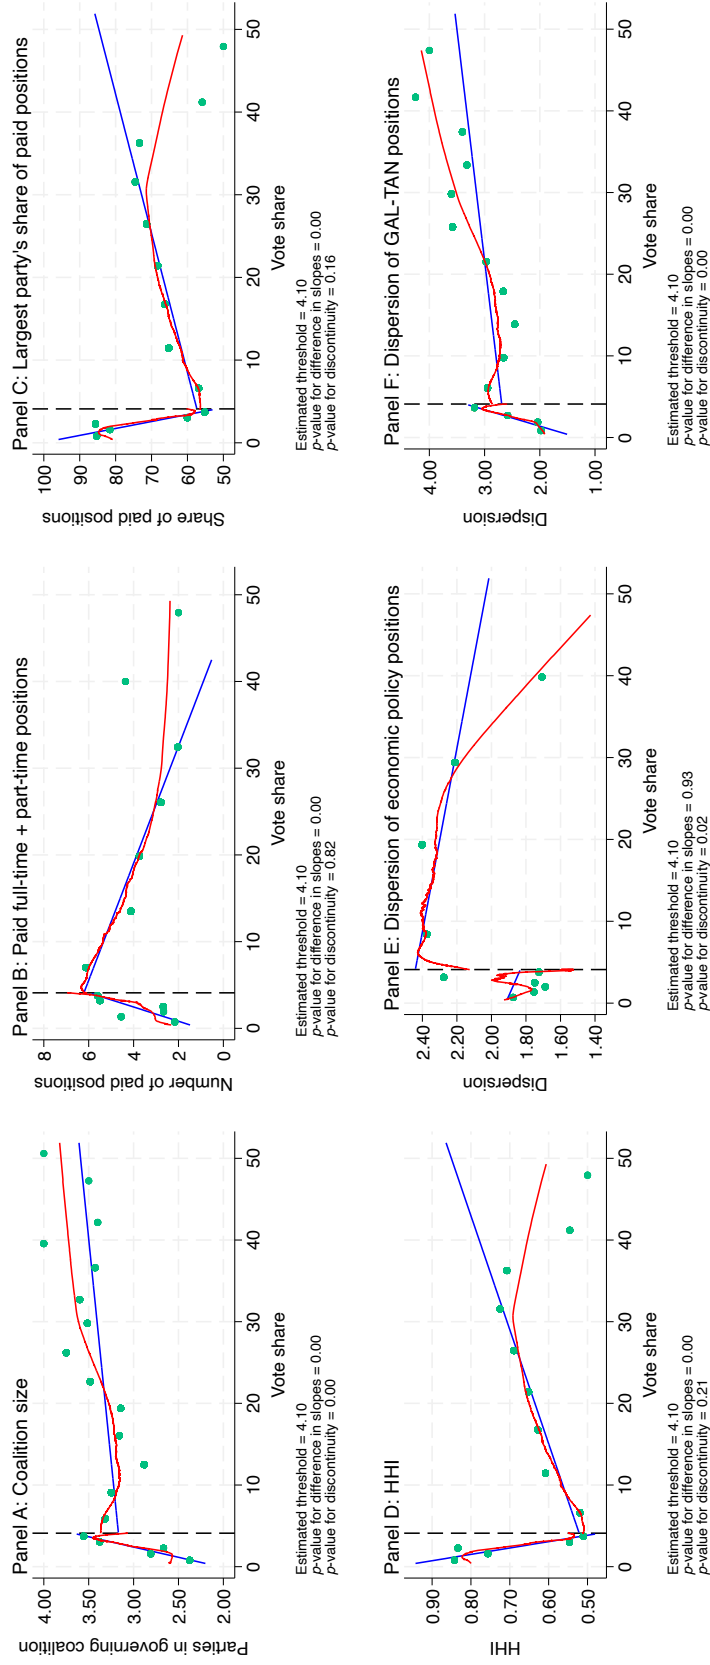 Panel A: Coalition size
Parties in governing coalition
4.00
3.50
3.00
2.50
2.00
0 10 20 30 40 50
Vote share
Estimated threshold = 4.10
p-value for difference in slopes = 0.00
p-value for discontinuity = 0.00
Panel B: Paid full-time + part-time positions
Number of paid positions
8
6
4
2
0
0 10 20 30 40 50
Vote share
Estimated threshold = 4.10
p-value for difference in slopes = 0.00
p-value for discontinuity = 0.82
Panel C: Largest party's share of paid positions
Share of paid positions
100
90
80
70
60
50
0 10 20 30 40 50
Vote share
Estimated threshold = 4.10
p-value for difference in slopes = 0.00
p-value for discontinuity = 0.16
Panel D: HHI
HHI
0.90
0.80
0.70
0.60
0.50
0 10 20 30 40 50
Vote share
Estimated threshold = 4.10
p-value for difference in slopes = 0.00
p-value for discontinuity = 0.21
Panel E: Dispersion of economic policy positions
Dispersion
2.40
2.20
2.00
1.80
1.60
1.40
0 10 20 30 40 50
Vote share
Estimated threshold = 4.10
p-value for difference in slopes = 0.93
p-value for discontinuity = 0.02
Panel F: Dispersion of GAL-TAN positions
Dispersion
4.00
3.00
2.00
1.00
0 10 20 30 40 50
Vote share
Estimated threshold = 4.10
p-value for difference in slopes = 0.00
p-value for discontinuity = 0.00